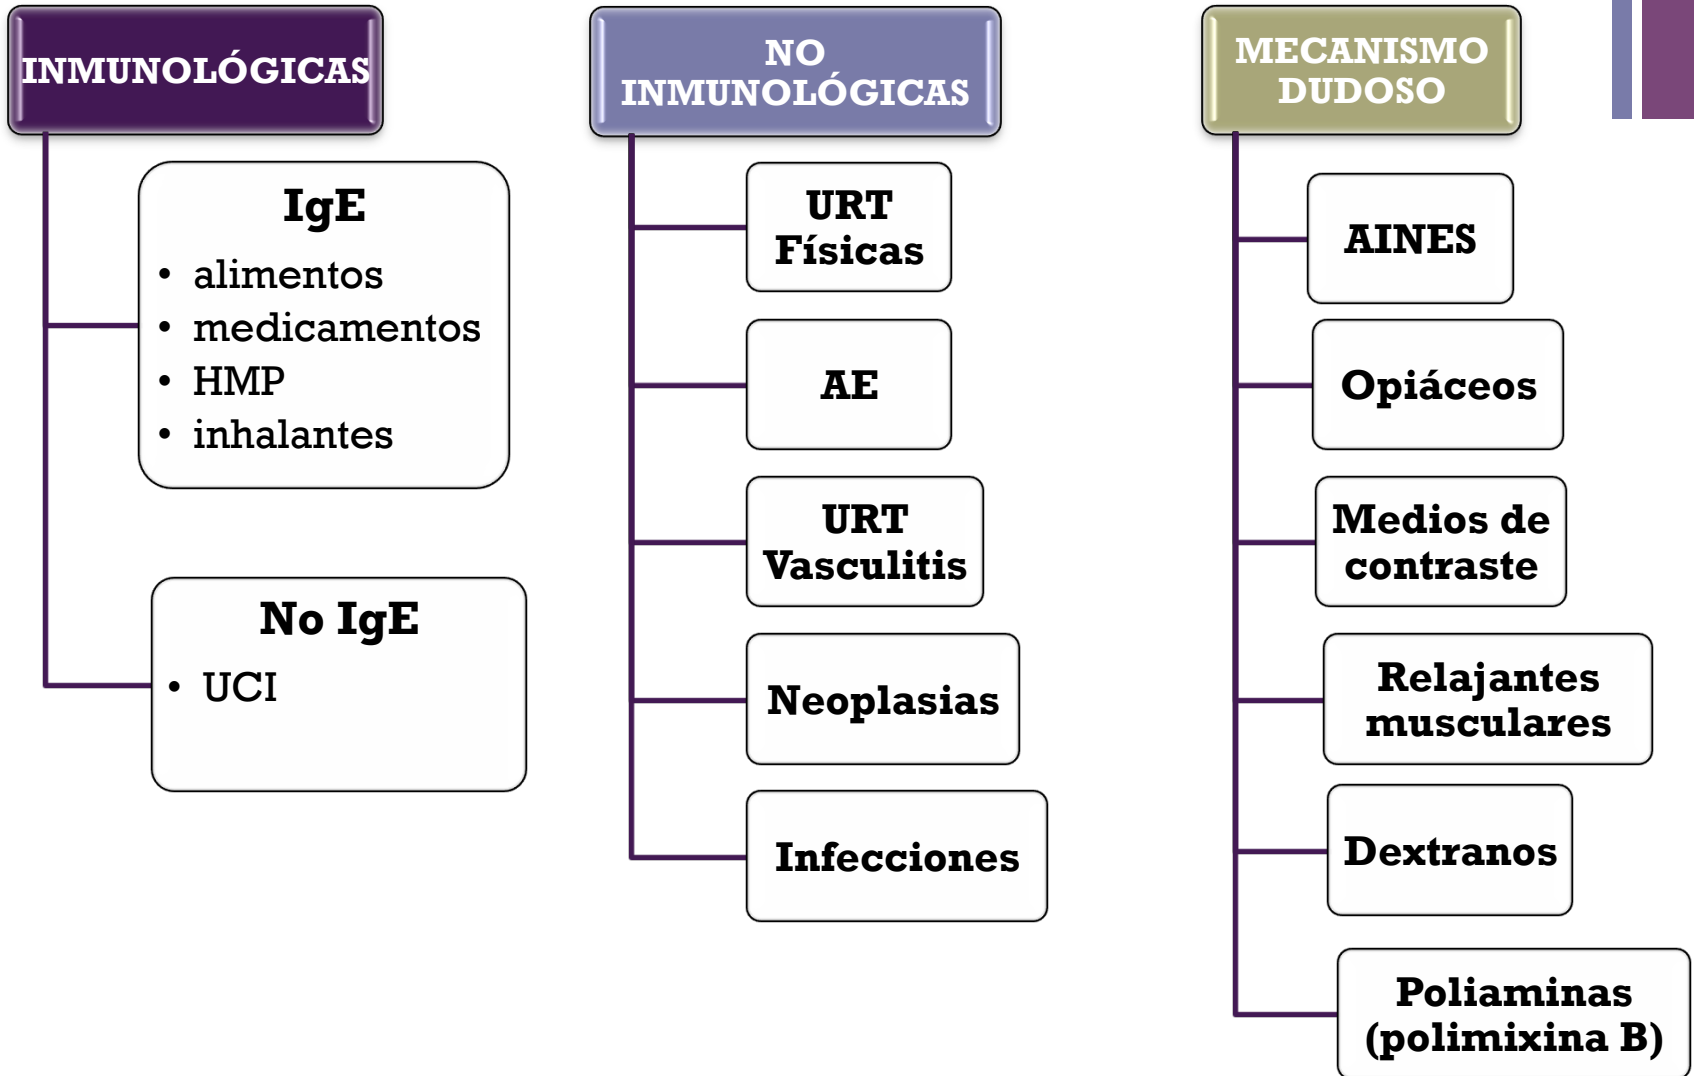 INMUNOLÓGICAS
IgE
• alimentos
• medicamentos
• HMP
• inhalantes
No IgE
• UCI
NO
INMUNOLÓGICAS
URT
Físicas
AE
URT
Vasculitis
Neoplasias
Infecciones
MECANISMO
DUDOSO
AINES
Opiáceos
Medios de
contraste
Relajantes
musculares
Dextranos
Poliaminas
(polimixina B)